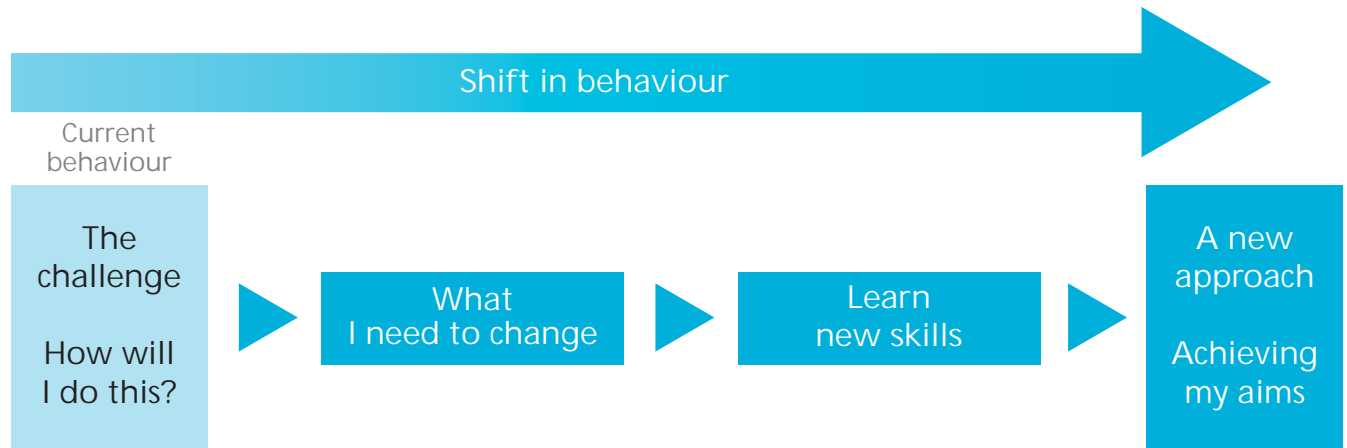 Shift in behaviour
Current
behaviour
The
challenge
How will
I do this?
What
I need to change
Learn
new skills
A new
approach
Achieving
my aims